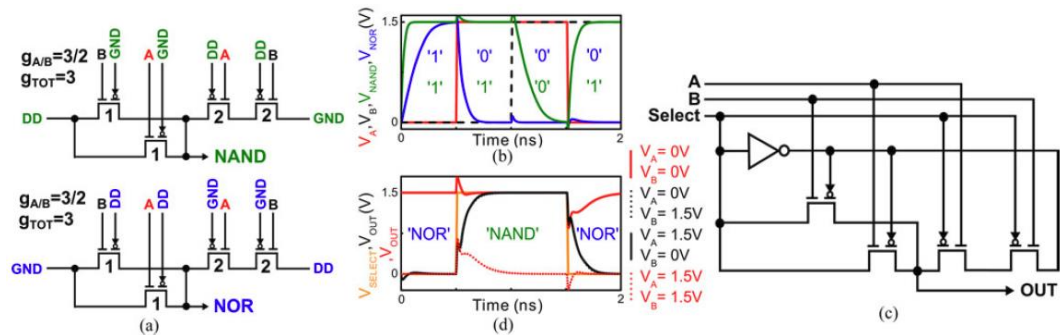 g_A/B=3/2
g_TOT=3
B
GND
A
GND
DD
A
DD
B
DD
1
2
2
GND
1
NAND
g_A/B=3/2
g_TOT=3
B
DD
A
DD
GND
A
GND
B
GND
1
2
2
DD
1
NOR
(a)
V_A, V_B, V_NAND, V_NOR(V)
1.5
0
'1' '0' '0' '0'
'1' '1' '0' '1'
0 1 2
Time (ns)
(b)
V_SELECT, V_OUT, V_OUT(V)
1.5
0
'NOR' 'NAND' 'NOR'
0 1 2
Time (ns)
(d)
V_A= 0V
V_B= 0V
V_A= 0V
V_B= 1.5V
V_A= 1.5V
V_B= 0V
V_A= 1.5V
V_B= 1.5V
A
B
Select
OUT
(c)